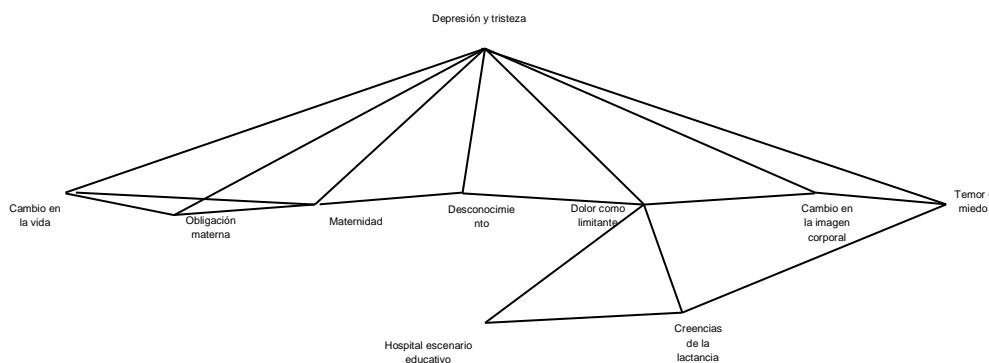 Depresión y tristeza
Cambio en
la vida
Obligación
materna
Maternidad
Desconocimie
nto
Dolor como
limitante
Cambio en
la imagen
corporal
Temor
miedo
Hospital escenario
educativo
Creencias
de la
lactancia